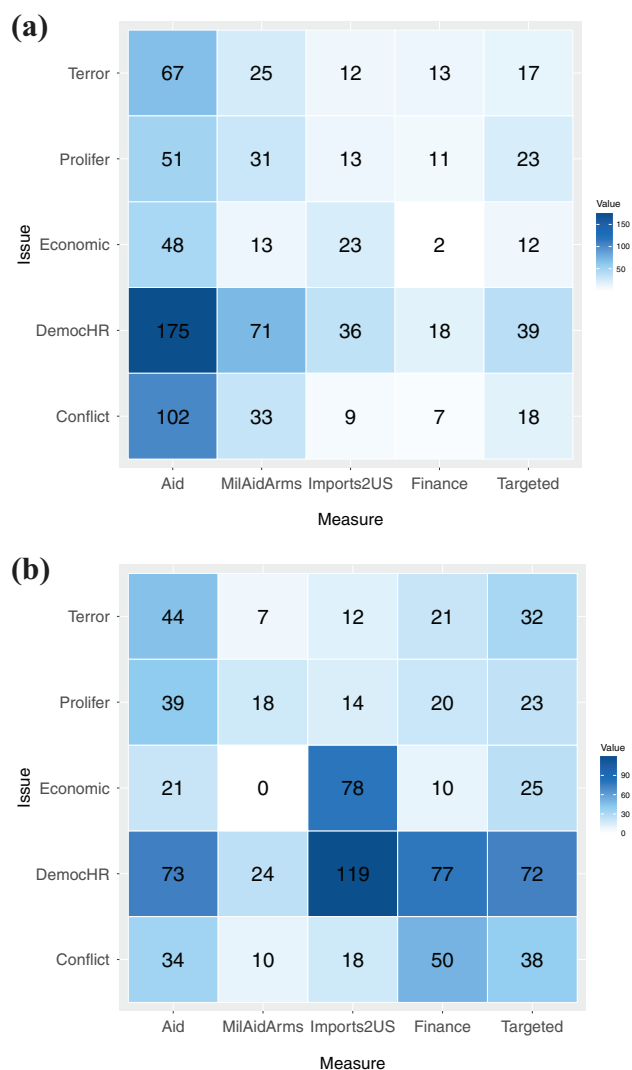 (a)
Terror 67 25 12 13 17
Prolifer 51 31 13 11 23
Economic 48 13 23 2 12
DemocHR 175 71 36 18 39
Conflict 102 33 9 7 18
Aid MilAidArms Imports2US Finance Targeted
Measure
Issue
Value
150
100
50
(b)
Terror 44 7 12 21 32
Prolifer 39 18 14 20 23
Economic 21 0 78 10 25
DemocHR 73 24 119 77 72
Conflict 34 10 18 50 38
Aid MilAidArms Imports2US Finance Targeted
Measure
Issue
Value
90
60
30
0